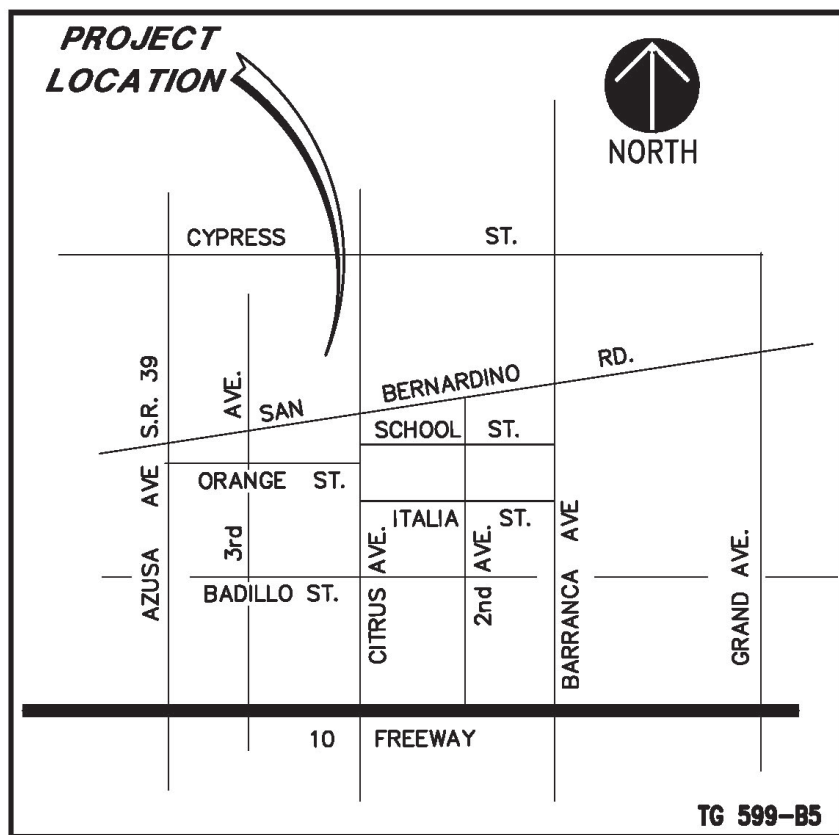 PROJECT
LOCATION
NORTH
CYPRESS ST.
AZUSA AVE S.R. 39
3rd AVE.
SAN BERNARDINO RD.
SCHOOL ST.
ORANGE ST.
ITALIA ST.
BADILLO ST.
CITRUS AVE.
2nd AVE.
BARRANCA AVE
GRAND AVE.
10 FREEWAY
TG 599-B5